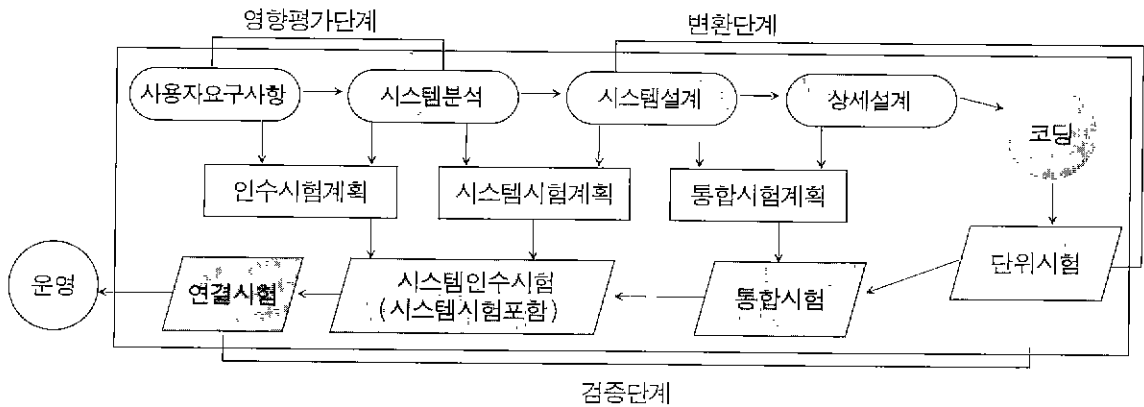 영향평가단계
변환단계
사용자요구사항
시스템분석
시스템설계
상세설계
코딩
인수시험계획
시스템시험계획
통합시험계획
운영
연결시험
시스템인수시험
(시스템시험포함)
통합시험
단위시험
검증단계